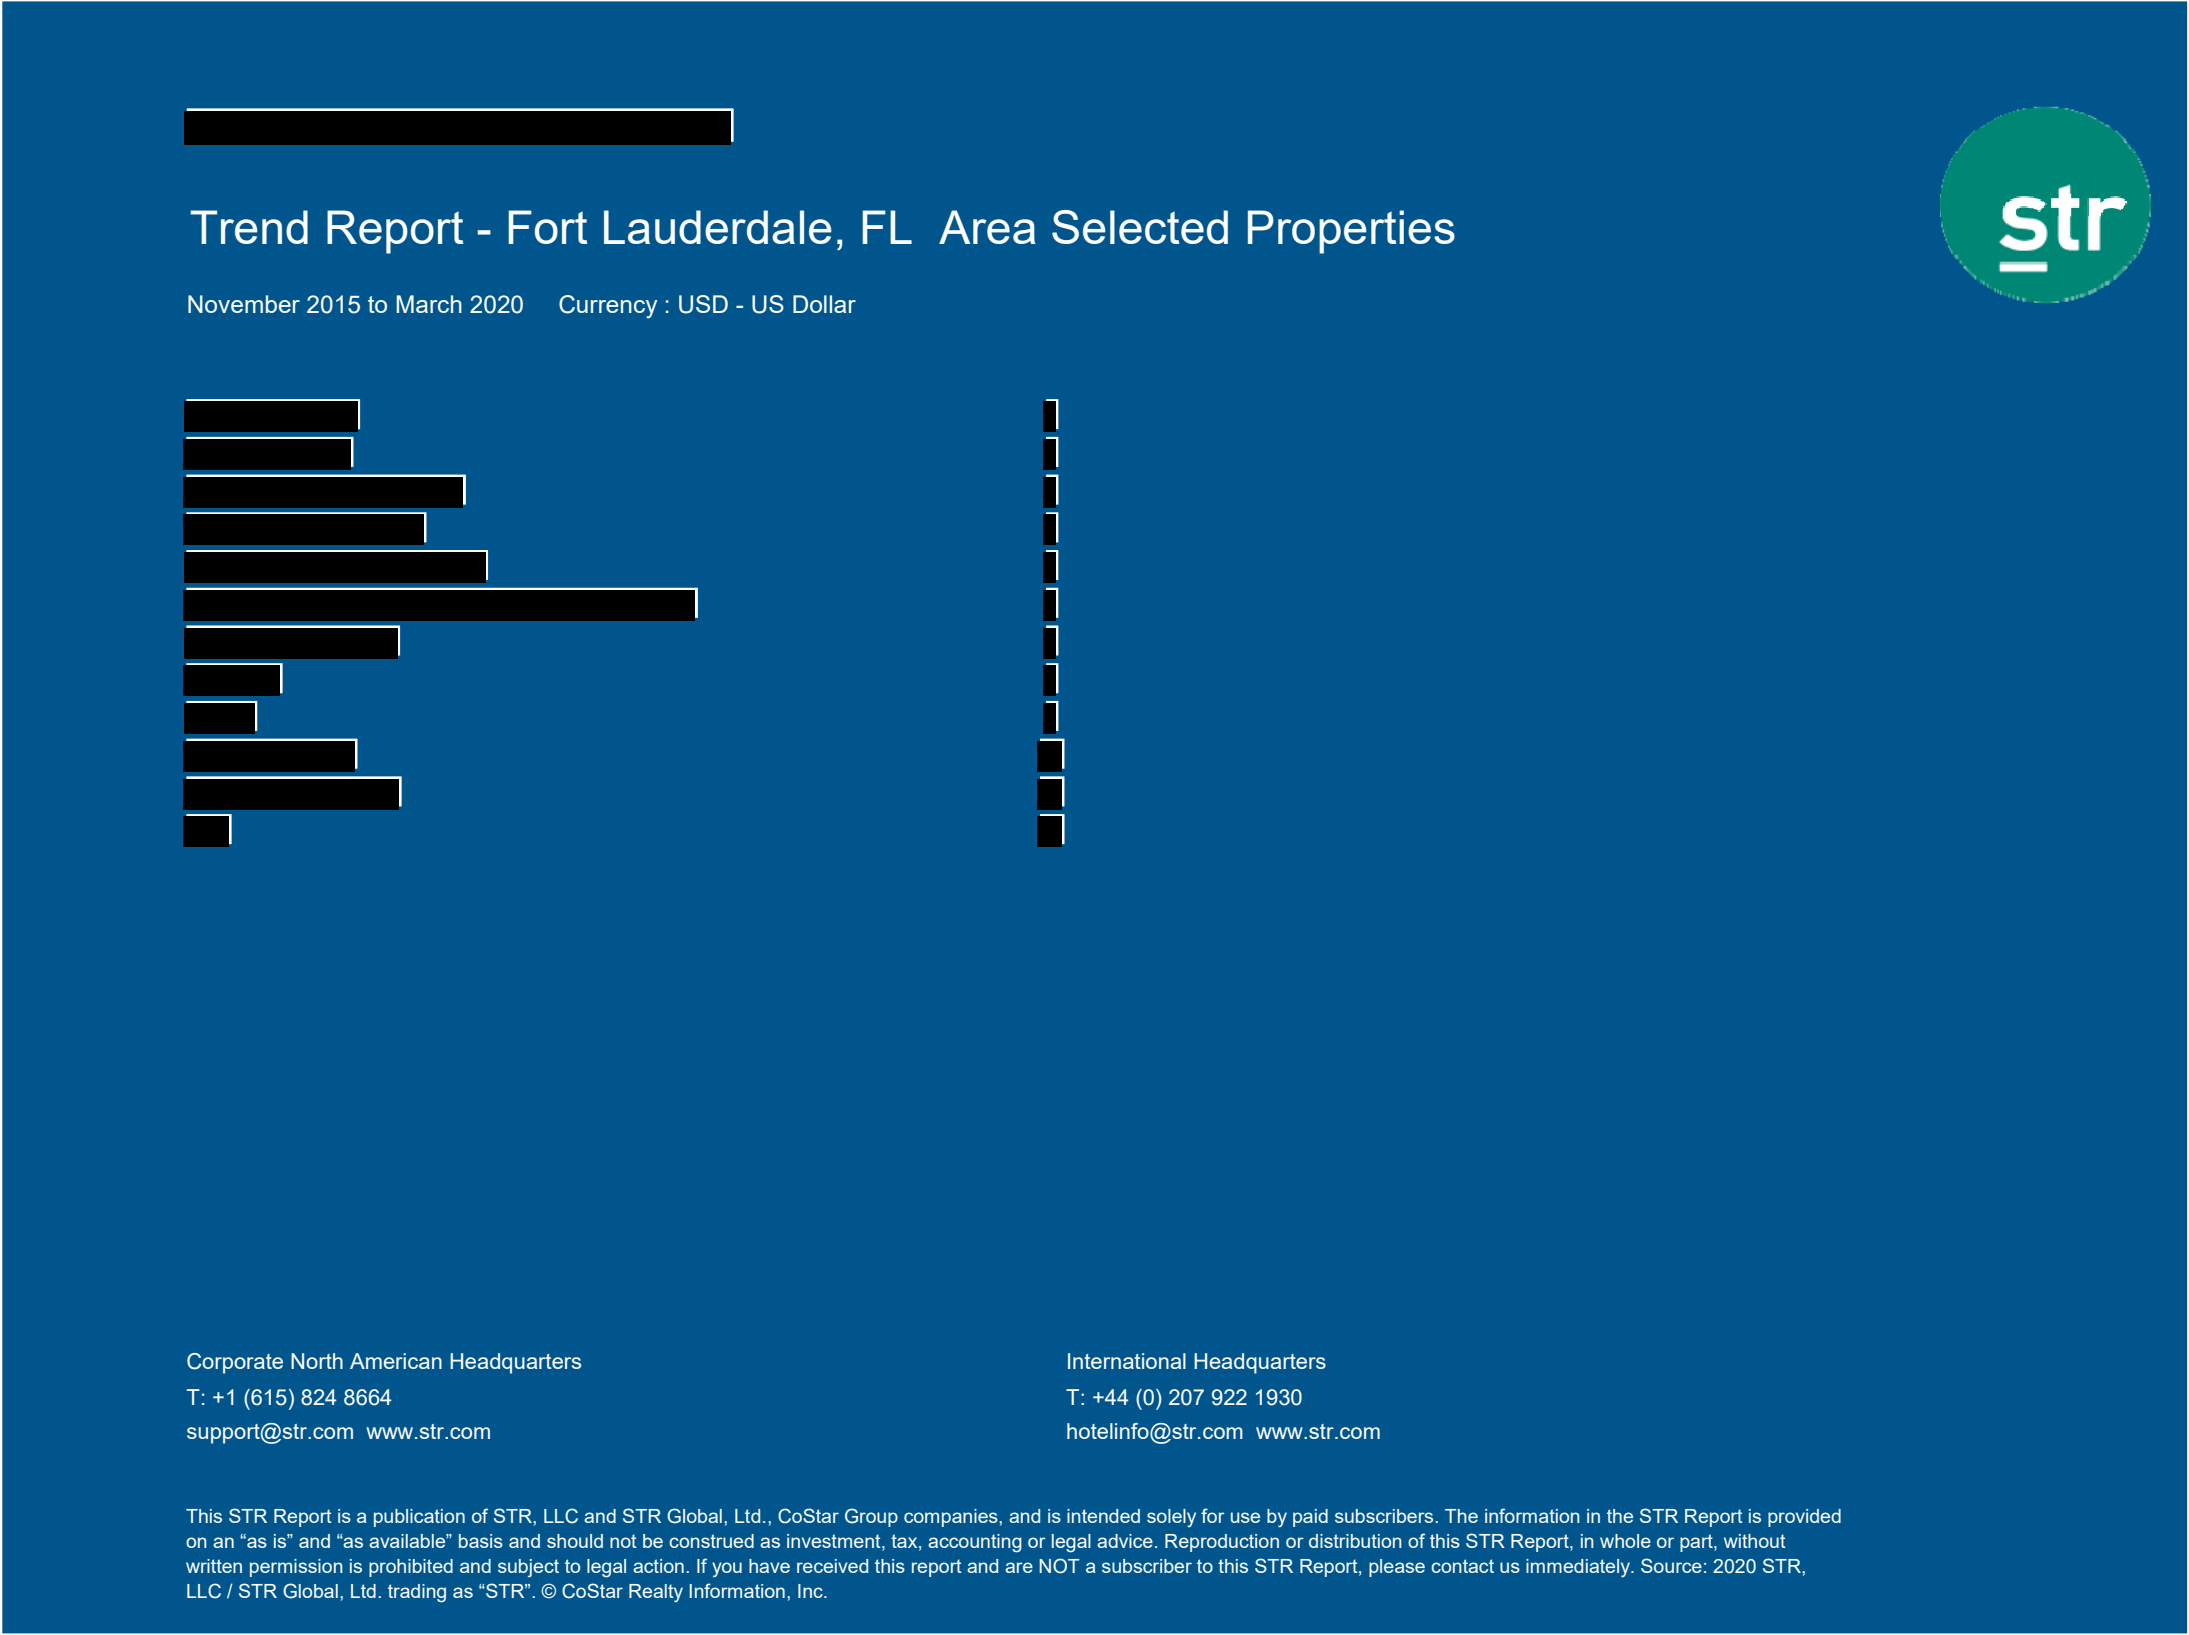 str
Trend Report - Fort Lauderdale, FL  Area Selected Properties
November 2015 to March 2020     Currency : USD - US Dollar
Corporate North American Headquarters
T: +1 (615) 824 8664
support@str.com  www.str.com
International Headquarters
T: +44 (0) 207 922 1930
hotelinfo@str.com  www.str.com
This STR Report is a publication of STR, LLC and STR Global, Ltd., CoStar Group companies, and is intended solely for use by paid subscribers. The information in the STR Report is provided
on an “as is” and “as available” basis and should not be construed as investment, tax, accounting or legal advice. Reproduction or distribution of this STR Report, in whole or part, without
written permission is prohibited and subject to legal action. If you have received this report and are NOT a subscriber to this STR Report, please contact us immediately. Source: 2020 STR,
LLC / STR Global, Ltd. trading as “STR”. © CoStar Realty Information, Inc.